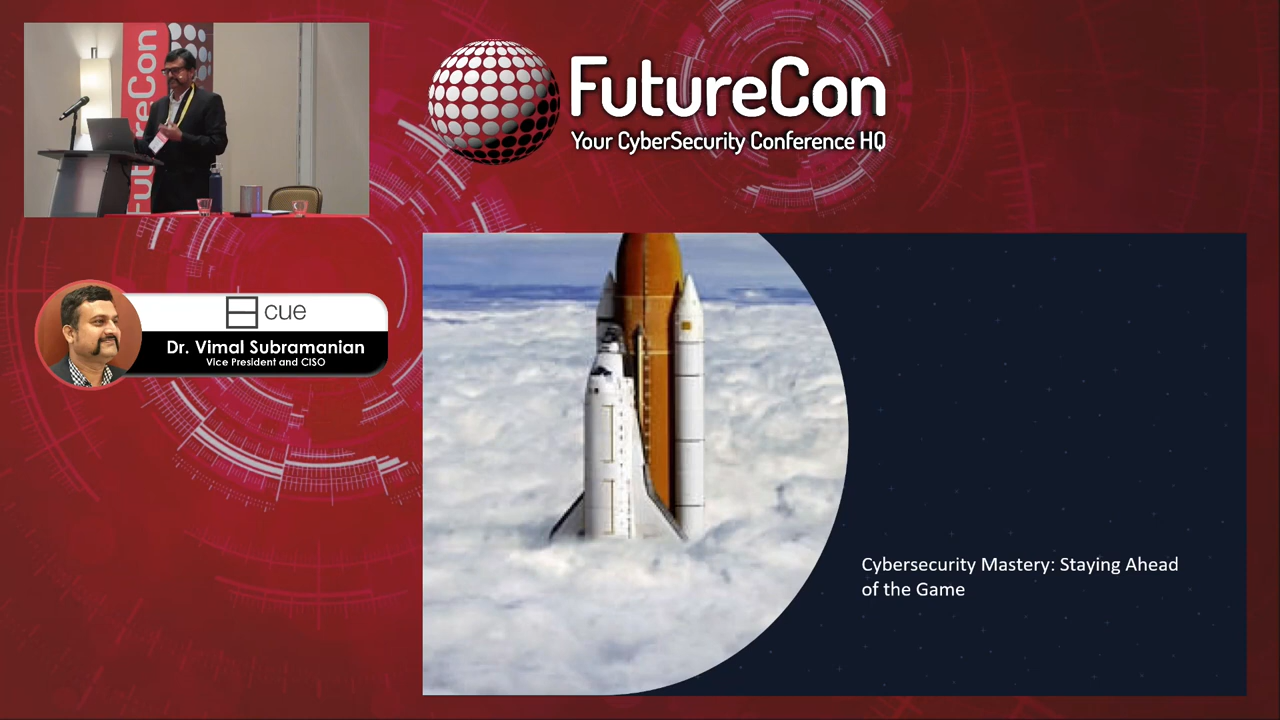 FutureCon
FutureCon
Your CyberSecurity Conference HQ
cue
Dr. Vimal Subramanian
Vice President and CISO
Cybersecurity Mastery: Staying Ahead
of the Game